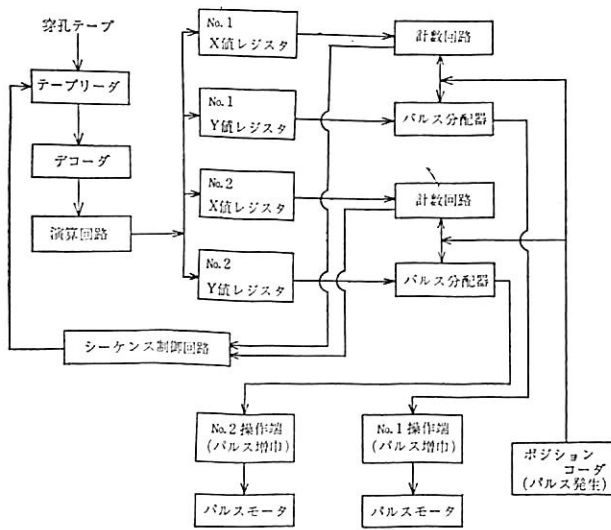 穿孔テープ
テープリーダ
デコーダ
演算回路
No.1
X値レジスタ
No.1
Y値レジスタ
No.2
X値レジスタ
No.2
Y値レジスタ
計数回路
パルス分配器
計数回路
パルス分配器
シーケンス制御回路
No.2操作端
(パルス増巾)
パルスモータ
No.1操作端
(パルス増巾)
パルスモータ
ポジション
コーダ
(パルス発生)